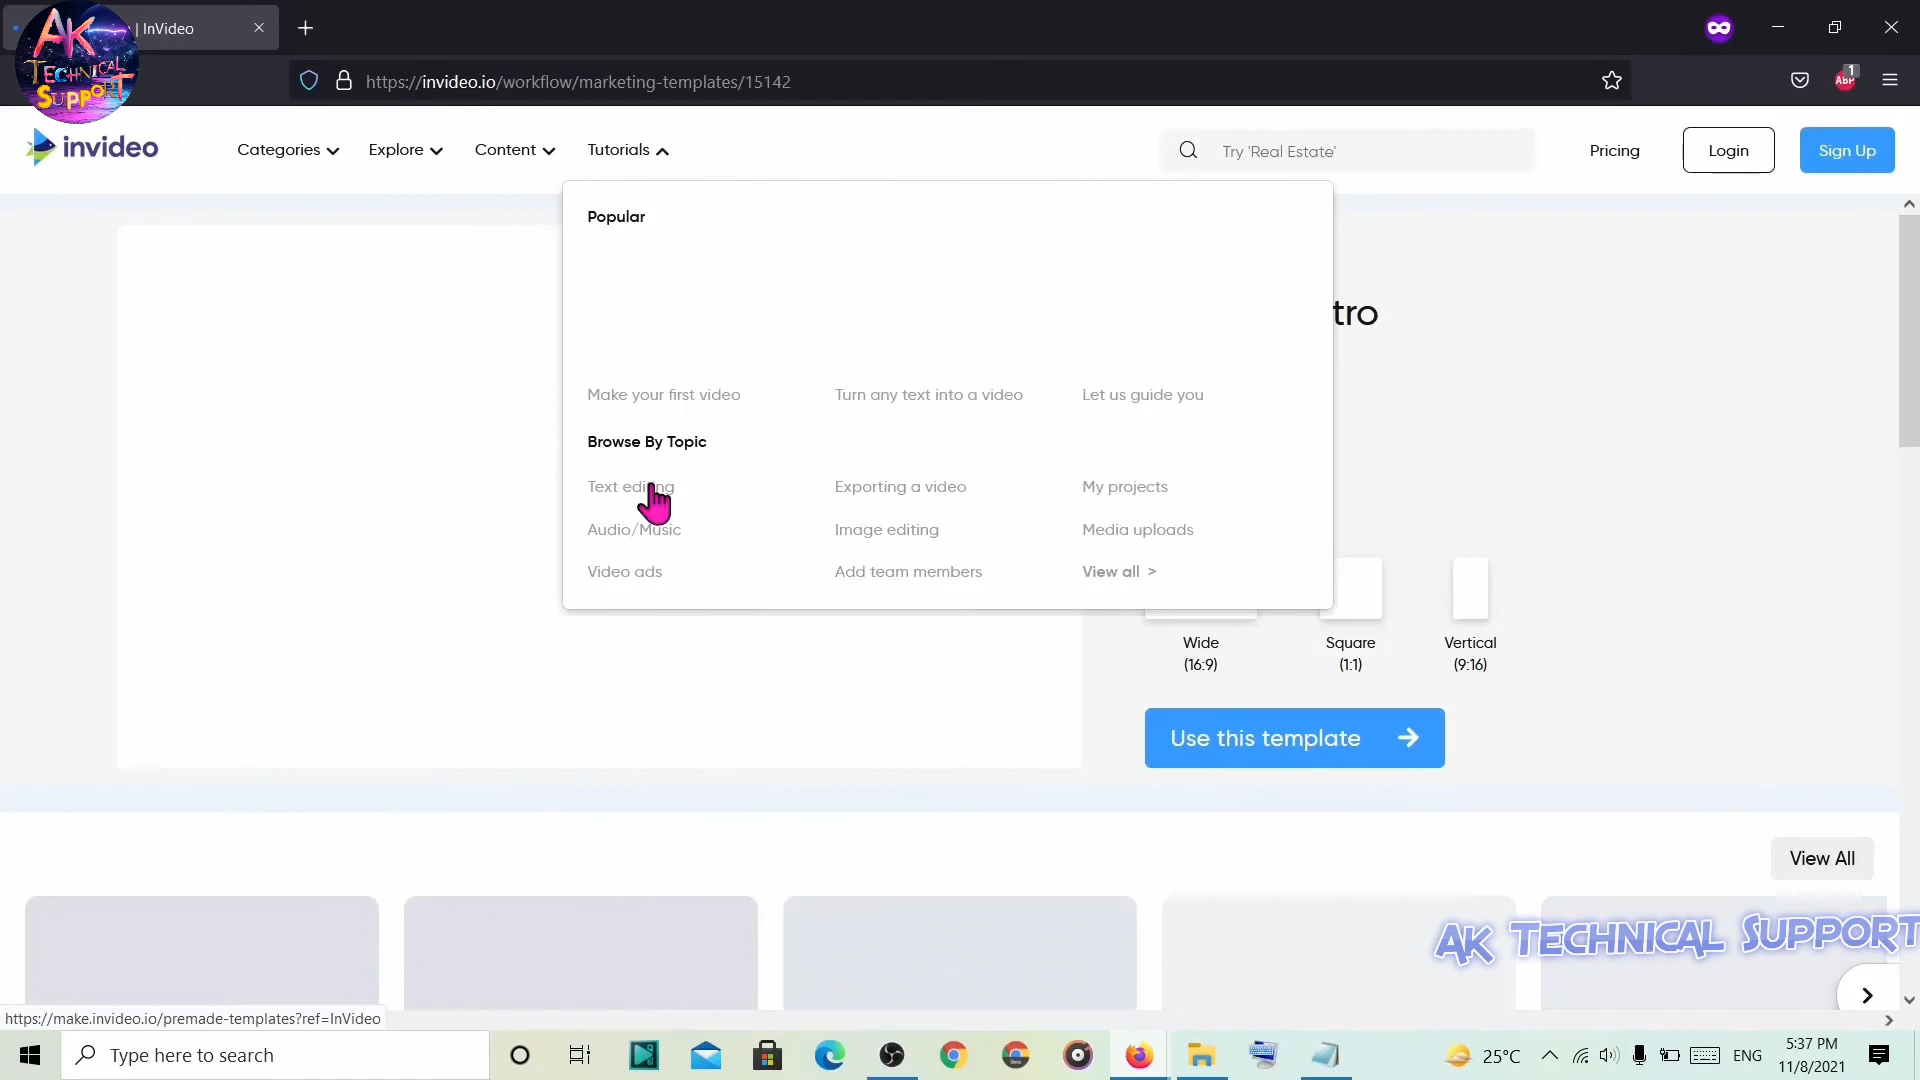 AK
TECHNICAL
SUPPORT
| InVideo
https://invideo.io/workflow/marketing-templates/15142
ABP
1
invideo
Categories
Explore
Content
Tutorials
Try 'Real Estate'
Pricing
Login
Sign Up
Popular
tro
Make your first video
Turn any text into a video
Let us guide you
Browse By Topic
Text editing
Exporting a video
My projects
Audio/Music
Image editing
Media uploads
Video ads
Add team members
View all >
Wide
(16:9)
Square
(1:1)
Vertical
(9:16)
Use this template
View All
AK TECHNICAL SUPPORT
https://make.invideo.io/premade-templates?ref=InVideo
Type here to search
25°C
ENG
5:37 PM
11/8/2021